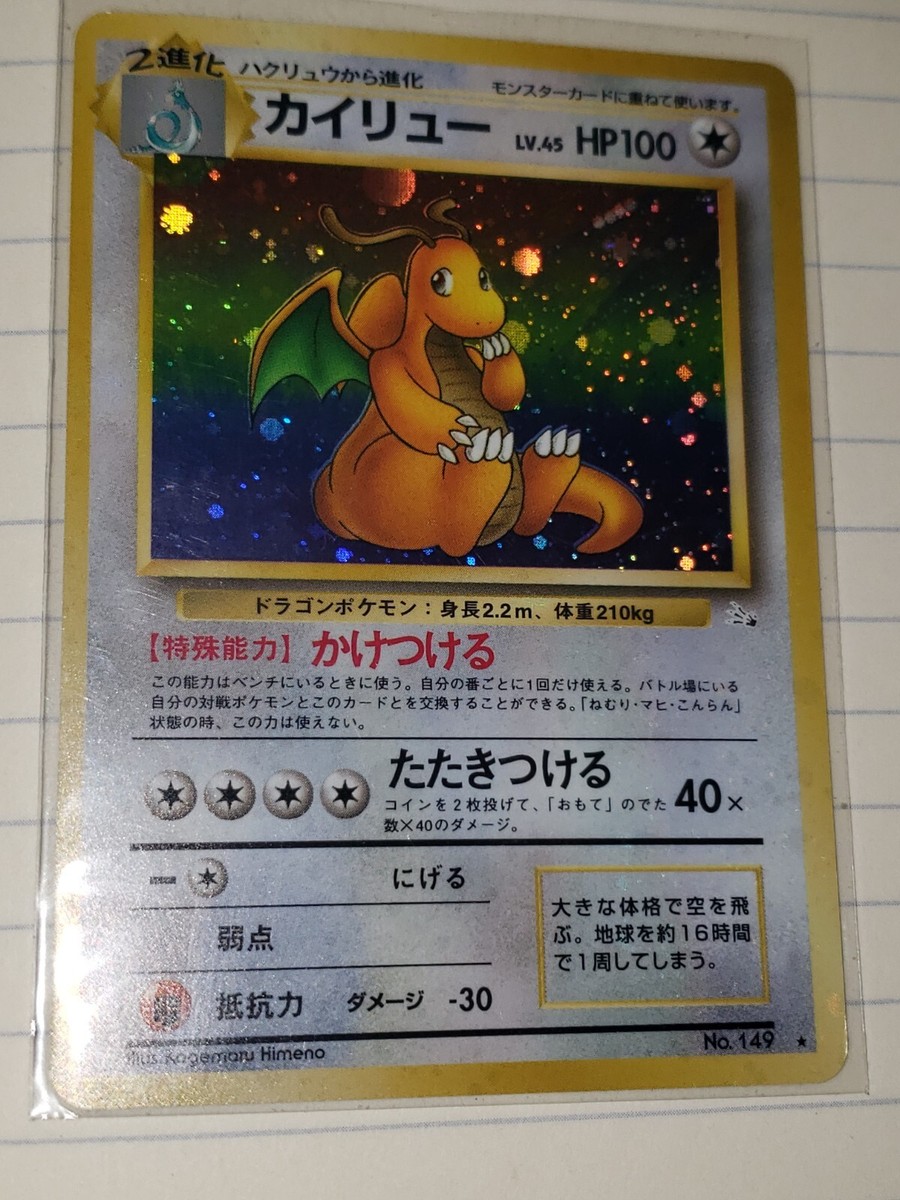 2進化
ハクリュウから進化
モンスターカードに重ねて使います。
カイリュー
LV.45 HP100
ドラゴンポケモン：身長2.2m、体重210kg
【特殊能力】かけつける
この能力はベンチにいるときに使う。自分の番ごとに1回だけ使える。バトル場にいる
自分の対戦ポケモンとこのカードとを交換することができる。「ねむり・マヒ・こんらん」
状態の時、この力は使えない。
たたきつける
コインを2枚投げて、「おもて」のでた
数×40のダメージ。
40×
にげる
弱点
抵抗力 ダメージ -30
大きな体格で空を飛
ぶ。地球を約16時間
で1周してしまう。
Illus. Kagemaru Himeno
No. 149 ★